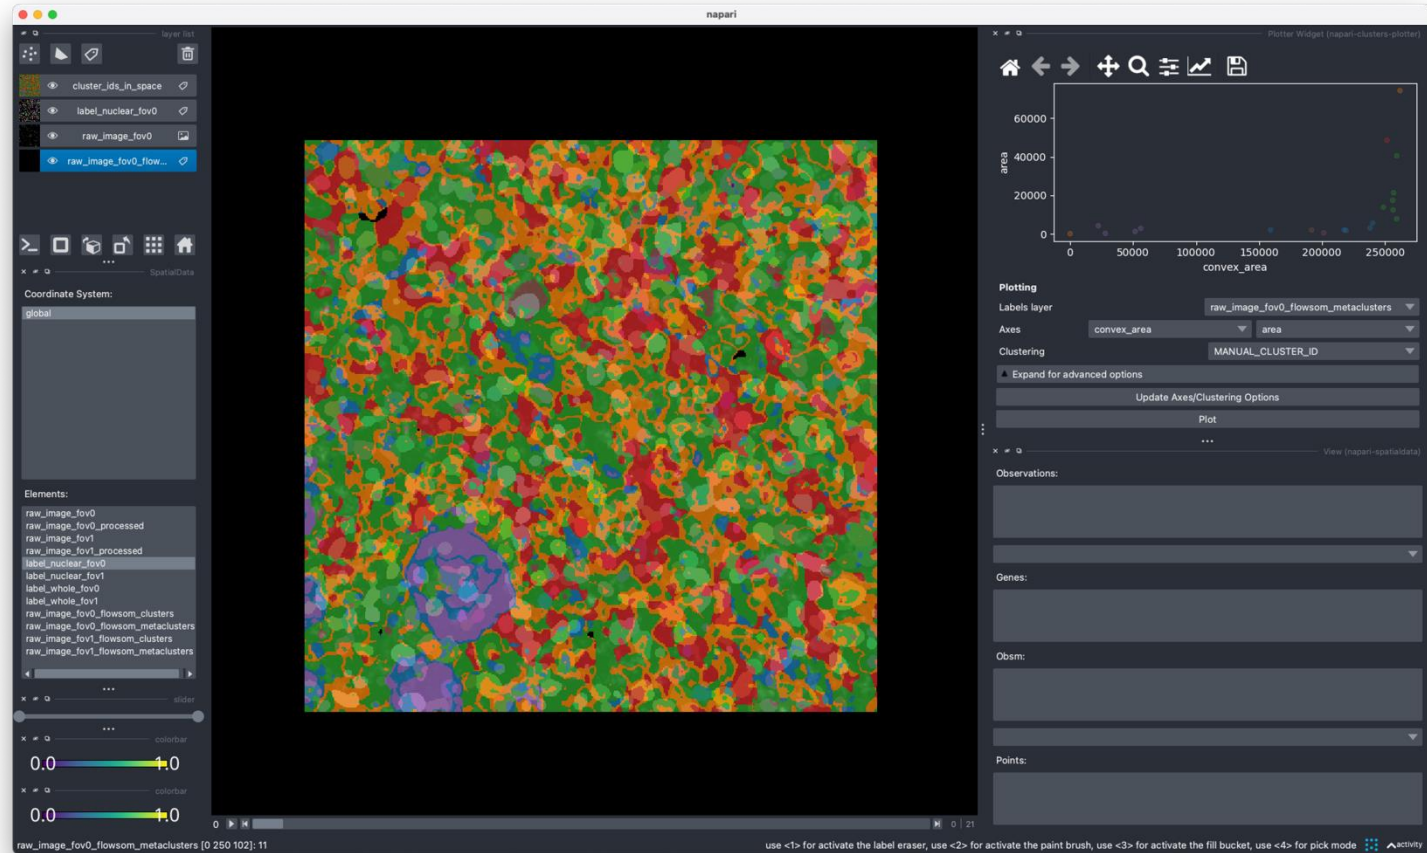 napari
layer list
cluster_ids_in_space
label_nuclear_fov0
raw_image_fov0
raw_image_fov0_flow...
SpatialData
Coordinate System:
global
Elements:
raw_image_fov0
raw_image_fov0_processed
raw_image_fov1
raw_image_fov1_processed
label_nuclear_fov0
label_nuclear_fov1
label_whole_fov0
label_whole_fov1
raw_image_fov0_flowsom_clusters
raw_image_fov0_flowsom_metaclusters
raw_image_fov1_flowsom_clusters
raw_image_fov1_flowsom_metaclusters
slider
colorbar
0.0 1.0
colorbar
0.0 1.0
0 0 | 21
Plotter Widget (napari-clusters-plotter)
60000
40000
20000
0
area
0 50000 100000 150000 200000 250000
convex_area
Plotting
Labels layer raw_image_fov0_flowsom_metaclusters
Axes convex_area area
Clustering MANUAL_CLUSTER_ID
Expand for advanced options
Update Axes/Clustering Options
Plot
View (napari-spatialdata)
Observations:
Genes:
Obsm:
Points:
raw_image_fov0_flowsom_metaclusters [0 250 102]: 11
use <1> for activate the label eraser, use <2> for activate the paint brush, use <3> for activate the fill bucket, use <4> for pick mode activity